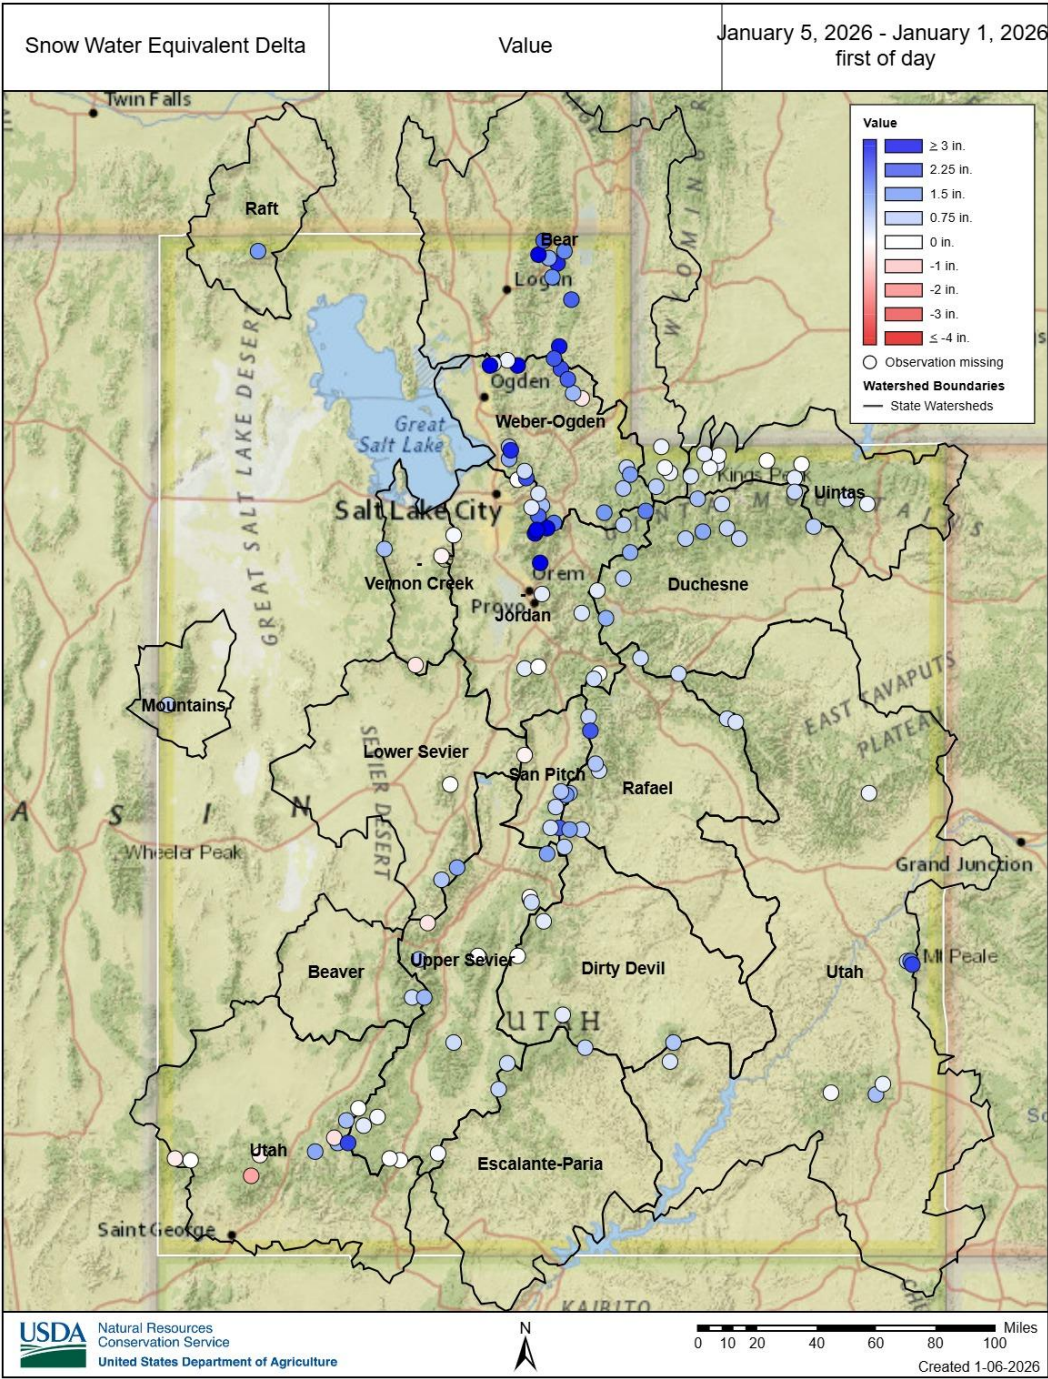 Snow Water Equivalent Delta
Value
January 5, 2026 - January 1, 2026
first of day
Twin Falls
Value
≥ 3 in.
2.25 in.
1.5 in.
0.75 in.
0 in.
-1 in.
-2 in.
-3 in.
≤ -4 in.
Observation missing
Watershed Boundaries
State Watersheds
Raft
WYOMING
Bear
Logan
GREAT SALT LAKE DESERT
Ogden
Great
Salt Lake
Weber-Ogden
Kings Peak
Uintas
Salt Lake City
UINTA MOUNTAINS
Orem
Vernon Creek
Duchesne
Provo
Jordan
Mountains
EAST TAVAPUTS
PLATEAU
SEVIER DESERT
Lower Sevier
San Pitch
Rafael
A S I N
Wheeler Peak
Grand Junction
Beaver
Upper Sevier
Dirty Devil
Utah
Mt Peale
UTAH
Utah
Escalante-Paria
Saint George
KAIBITO
USDA
Natural Resources
Conservation Service
United States Department of Agriculture
N
Miles
0 10 20 40 60 80 100
Created 1-06-2026